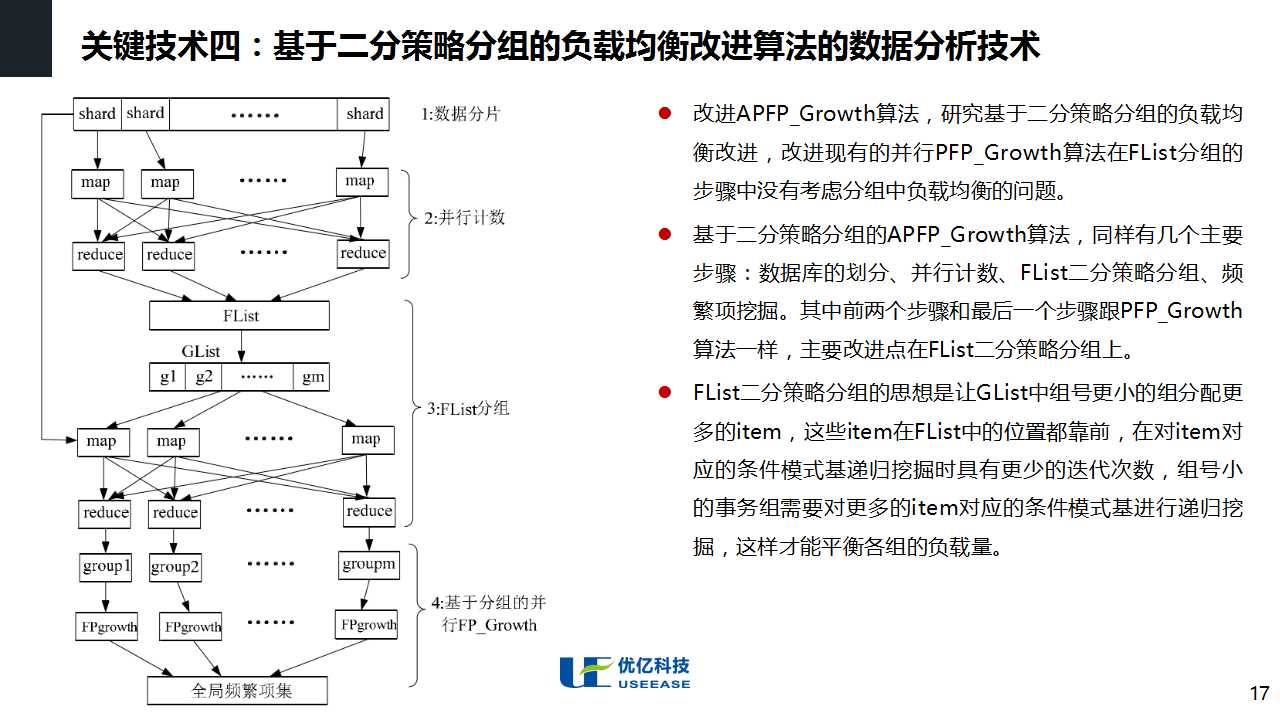 关键技术四：基于二分策略分组的负载均衡改进算法的数据分析技术
shard shard …… shard
1:数据分片
map map …… map
2:并行计数
reduce reduce …… reduce
FList
GList
g1 g2 …… gm
3:FList分组
map map …… map
reduce reduce …… reduce
group1 group2 …… groupm
4:基于分组的并
行FP_Growth
FPgrowth FPgrowth …… FPgrowth
全局频繁项集
改进APFP_Growth算法，研究基于二分策略分组的负载均
衡改进，改进现有的并行PFP_Growth算法在FList分组的
步骤中没有考虑分组中负载均衡的问题。
基于二分策略分组的APFP_Growth算法，同样有几个主要
步骤：数据库的划分、并行计数、FList二分策略分组、频
繁项挖掘。其中前两个步骤和最后一个步骤跟PFP_Growth
算法一样，主要改进点在FList二分策略分组上。
FList二分策略分组的思想是让GList中组号更小的组分配更
多的item，这些item在FList中的位置都靠前，在对item对
应的条件模式基递归挖掘时具有更少的迭代次数，组号小
的事务组需要对更多的item对应的条件模式基进行递归挖
掘，这样才能平衡各组的负载量。
UE 优亿科技
USEEASE
17